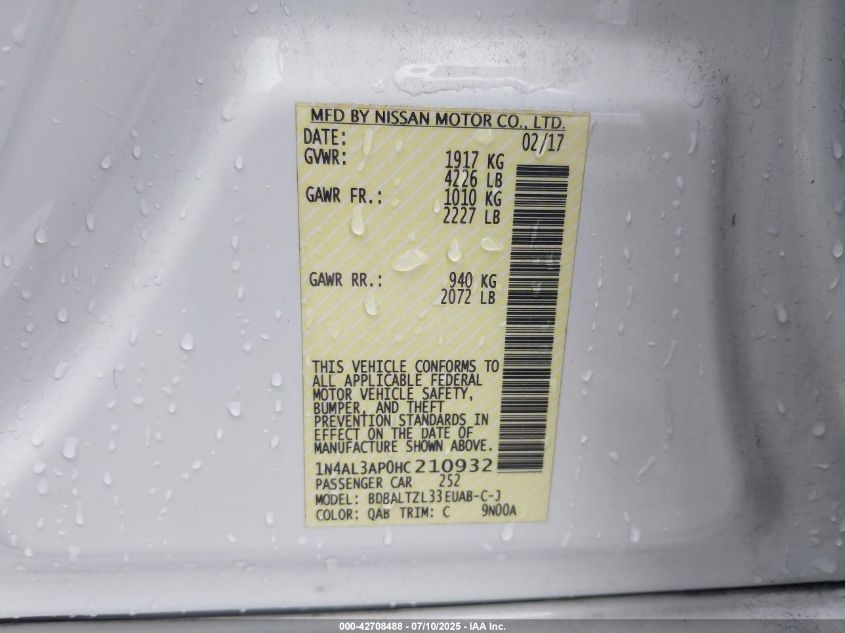 MFD BY NISSAN MOTOR CO., LTD.
DATE: 02/17
GVWR: 1917 KG
4226 LB
GAWR FR.: 1010 KG
2227 LB
GAWR RR.: 940 KG
2072 LB
THIS VEHICLE CONFORMS TO
ALL APPLICABLE FEDERAL
MOTOR VEHICLE SAFETY,
BUMPER, AND THEFT
PREVENTION STANDARDS IN
EFFECT ON THE DATE OF
MANUFACTURE SHOWN ABOVE.
1N4AL3AP0HC210932
PASSENGER CAR 252
MODEL: BDBALTZL33EUAB-C-J
COLOR: QAB TRIM: C 9N00A
000-42708488 - 07/10/2025 - IAA Inc.